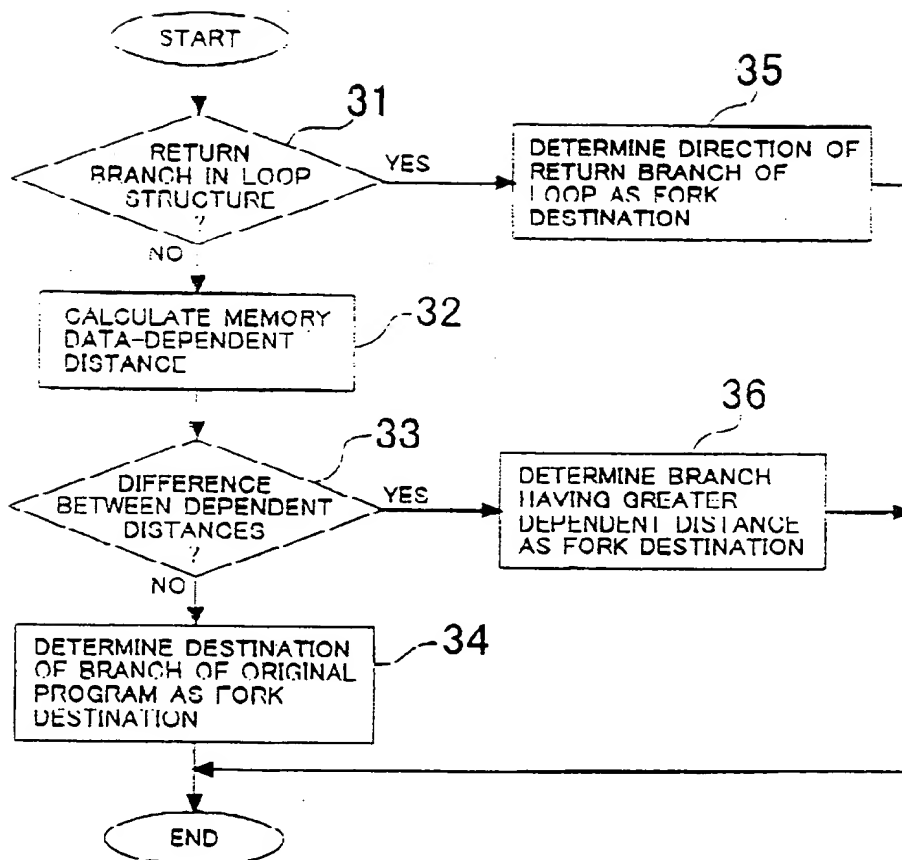 START
31
RETURN
BRANCH IN LOOP
STRUCTURE
?
YES
NO
35
DETERMINE DIRECTION OF
RETURN BRANCH OF
LOOP AS FORK
DESTINATION
32
CALCULATE MEMORY
DATA-DEPENDENT
DISTANCE
33
DIFFERENCE
BETWEEN DEPENDENT
DISTANCES
?
YES
NO
36
DETERMINE BRANCH
HAVING GREATER
DEPENDENT DISTANCE
AS FORK DESTINATION
34
DETERMINE DESTINATION
OF BRANCH OF ORIGINAL
PROGRAM AS FORK
DESTINATION
END